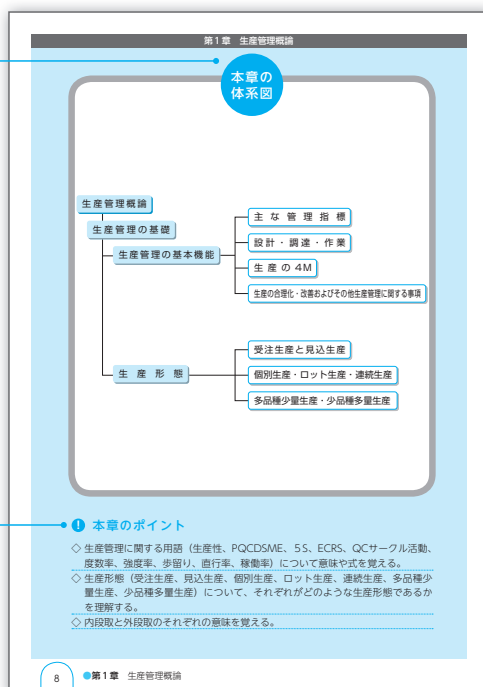 第1章 生産管理概論
本章の
体系図
生産管理概論
生産管理の基礎
生産管理の基本機能
主な管理指標
設計・調達・作業
生産の4M
生産の合理化・改善およびその他生産管理に関する事項
生産形態
受注生産と見込生産
個別生産・ロット生産・連続生産
多品種少量生産・少品種多量生産
! 本章のポイント
◇ 生産管理に関する用語（生産性、PQCDSME、5S、ECRS、QCサークル活動、
度数率、強度率、歩留り、直行率、稼働率）について意味や式を覚える。
◇ 生産形態（受注生産、見込生産、個別生産、ロット生産、連続生産、多品種少
量生産、少品種多量生産）について、それぞれがどのような生産形態であるか
を理解する。
◇ 内段取と外段取のそれぞれの意味を覚える。
8 ●第1章 生産管理概論